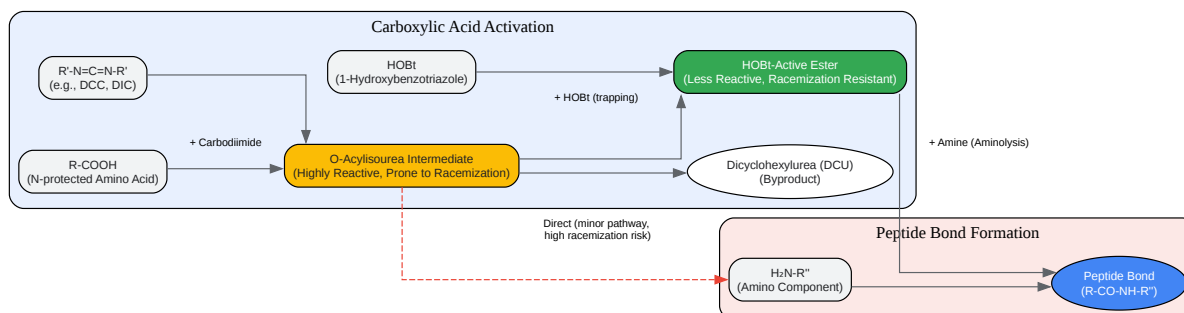 Carboxylic Acid Activation
R'-N=C=N-R'
(e.g., DCC, DIC)
HOBt
(1-Hydroxybenzotriazole)
HOBt-Active Ester
(Less Reactive, Racemization Resistant)
+ HOBt (trapping)
+ Carbodiimide
+ Amine (Aminolysis)
R-COOH
(N-protected Amino Acid)
O-Acylisourea Intermediate
(Highly Reactive, Prone to Racemization)
Dicyclohexylurea (DCU)
(Byproduct)
Direct (minor pathway,
high racemization risk)
Peptide Bond Formation
H₂N-R''
(Amino Component)
Peptide Bond
(R-CO-NH-R'')